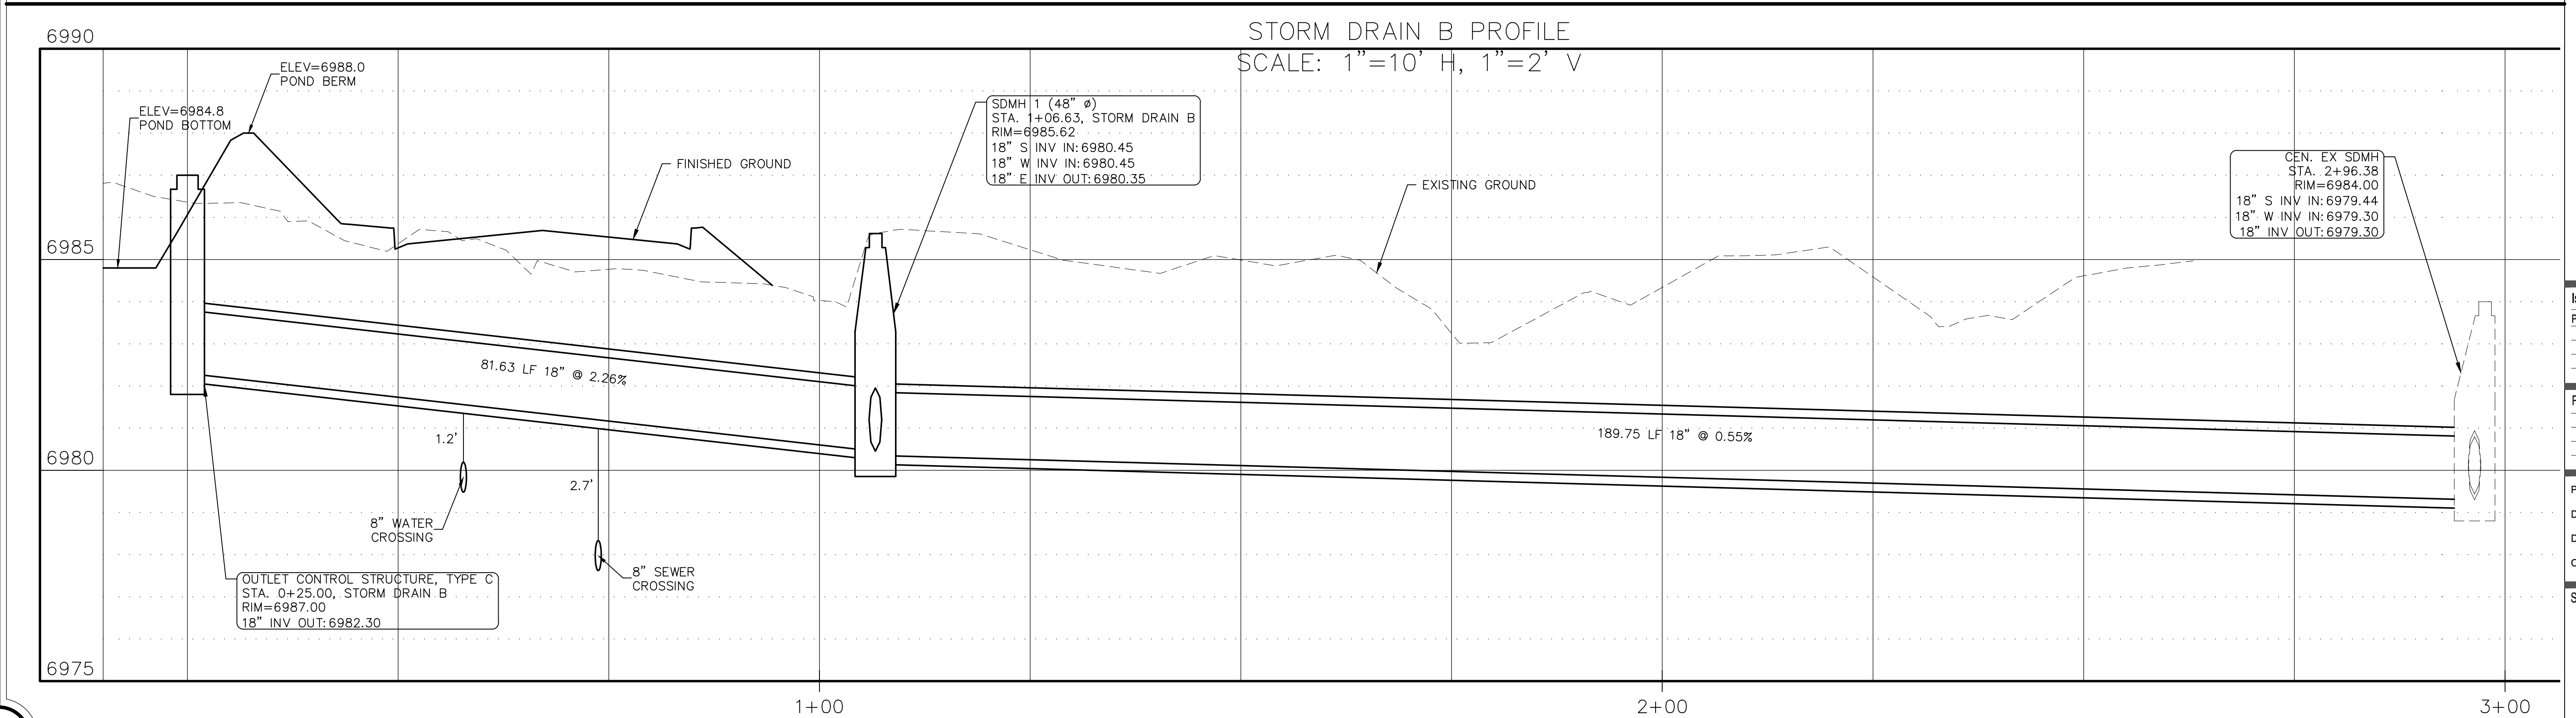 STORM DRAIN B PROFILE
SCALE: 1”=10’ H, 1”=2’ V
6990
ELEV=6988.0
POND BERM
ELEV=6984.8
POND BOTTOM
FINISHED GROUND
SDMH 1 (48” ø)
STA. 1+06.63, STORM DRAIN B
RIM=6985.62
18” S INV IN: 6980.45
18” W INV IN: 6980.45
18” E INV OUT: 6980.35
EXISTING GROUND
CEN. EX SDMH
STA. 2+96.38
RIM=6984.00
18” S INV IN: 6979.44
18” W INV IN: 6979.30
18” INV OUT: 6979.30
6985
81.63 LF 18” @ 2.26%
189.75 LF 18” @ 0.55%
1.2’
6980
2.7’
8” WATER
CROSSING
8” SEWER
CROSSING
OUTLET CONTROL STRUCTURE, TYPE C
STA. 0+25.00, STORM DRAIN B
RIM=6987.00
18” INV OUT: 6982.30
6975
1+00
2+00
3+00